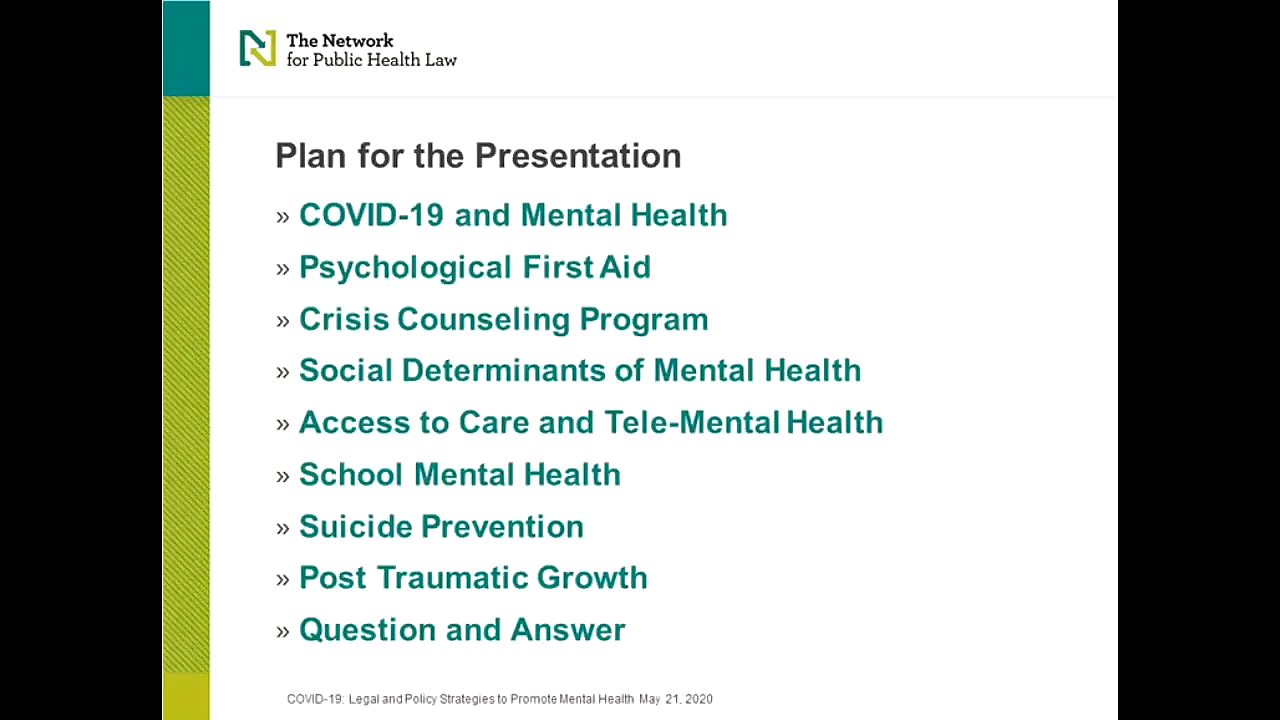 The Network
for Public Health Law
Plan for the Presentation
» COVID-19 and Mental Health
» Psychological First Aid
» Crisis Counseling Program
» Social Determinants of Mental Health
» Access to Care and Tele-Mental Health
» School Mental Health
» Suicide Prevention
» Post Traumatic Growth
» Question and Answer
COVID-19: Legal and Policy Strategies to Promote Mental Health May 21, 2020